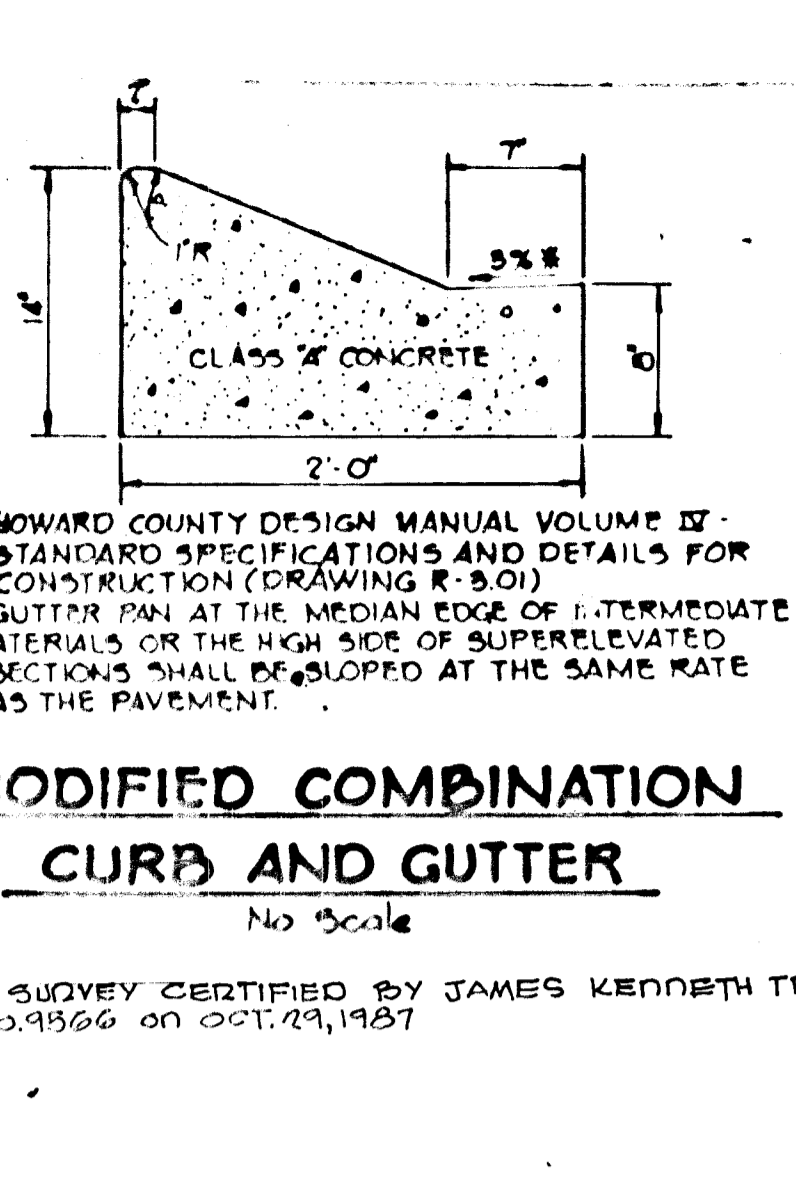 7"
1"R
3% *
14"
CLASS "A" CONCRETE
8"
2'-0"
HOWARD COUNTY DESIGN MANUAL VOLUME IV -
STANDARD SPECIFICATIONS AND DETAILS FOR
CONSTRUCTION (DRAWING R-3.01)
GUTTER PAN AT THE MEDIAN EDGE OF INTERMEDIATE
ATERIALS OR THE HIGH SIDE OF SUPERELEVATED
SECTIONS SHALL BE SLOPED AT THE SAME RATE
AS THE PAVEMENT.
ODIFIED COMBINATION
CURB AND GUTTER
No Scale
SURVEY CERTIFIED BY JAMES KENNETH
ON OCT. 29, 1987